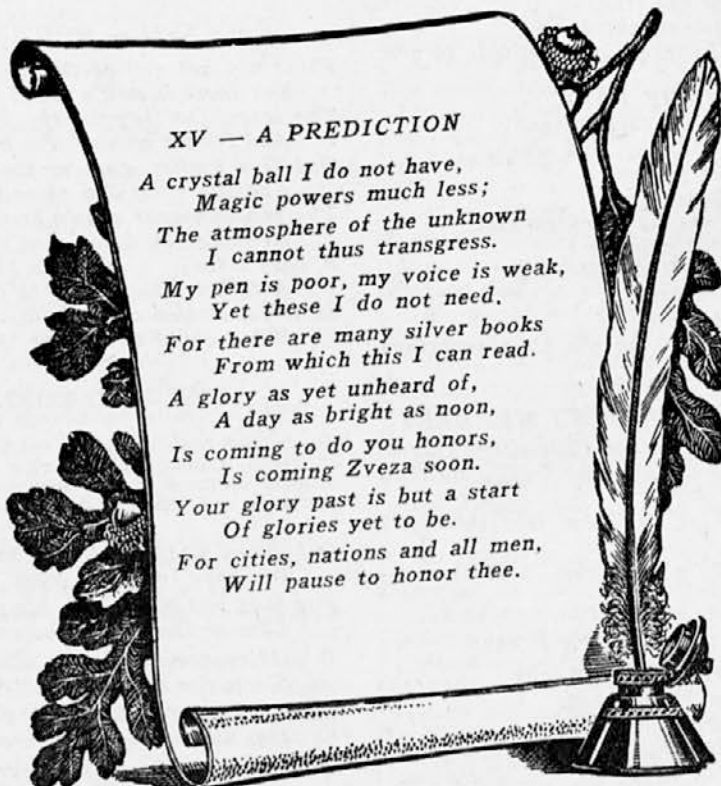 XV — A PREDICTION
A crystal ball I do not have,
Magic powers much less;
The atmosphere of the unknown
I cannot thus transgress.
My pen is poor, my voice is weak,
Yet these I do not need.
For there are many silver books
From which this I can read.
A glory as yet unheard of,
A day as bright as noon,
Is coming to do you honors,
Is coming Zveza soon.
Your glory past is but a start
Of glories yet to be.
For cities, nations and all men,
Will pause to honor thee.